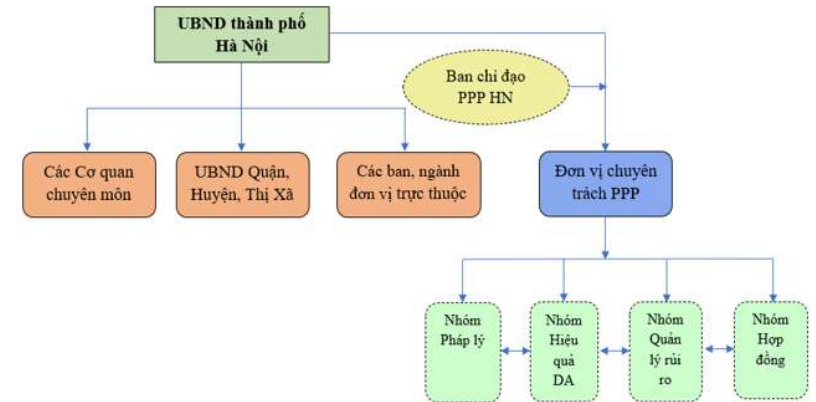 UBND thành phố
Hà Nội
Ban chỉ đạo
PPP HN
Các Cơ quan
chuyên môn
UBND Quận,
Huyện, Thị Xã
Các ban, ngành
đơn vị trực thuộc
Đơn vị chuyên
trách PPP
Nhóm
Pháp lý
Nhóm
Hiệu
quả
DA
Nhóm
Quản
lý rủi
ro
Nhóm
Hợp
đồng